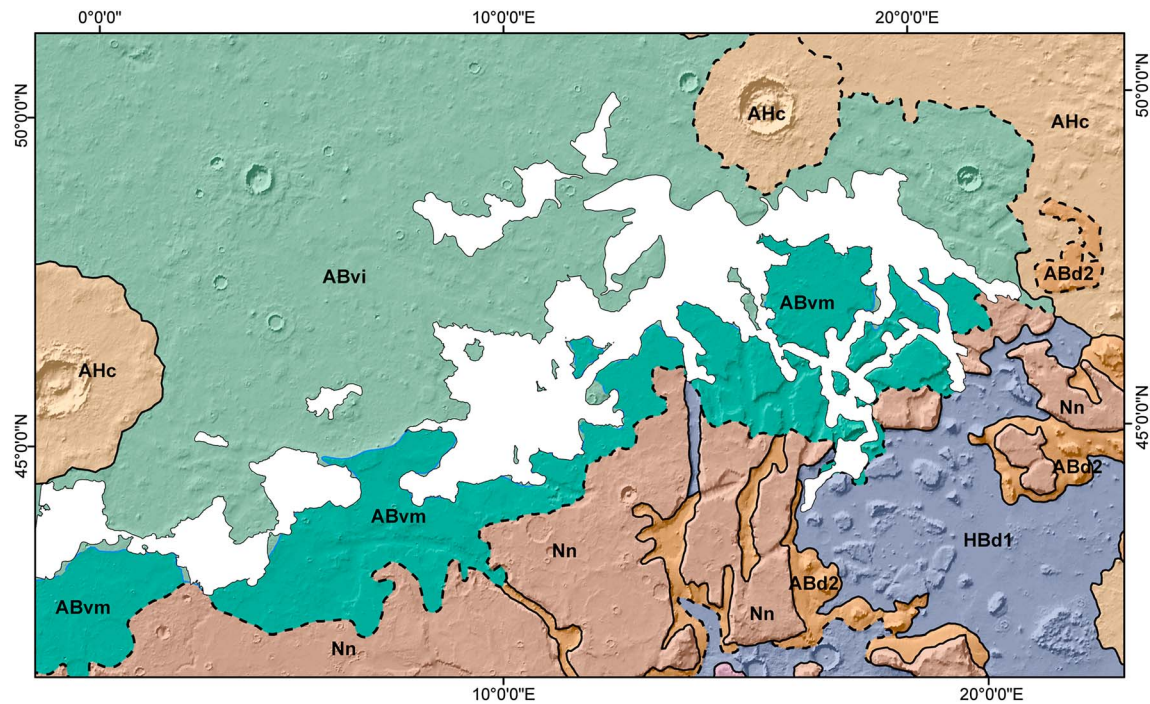 0°0'0" 10°0'0"E 20°0'0"E
50°0'0"N 50°0'0"N
AHc
AHc
ABvi
ABd2
ABvm
AHc
Nn
45°0'0"N 45°0'0"N
ABd2
ABvm
HBd1
Nn
ABd2
ABvm
Nn
Nn
10°0'0"E 20°0'0"E